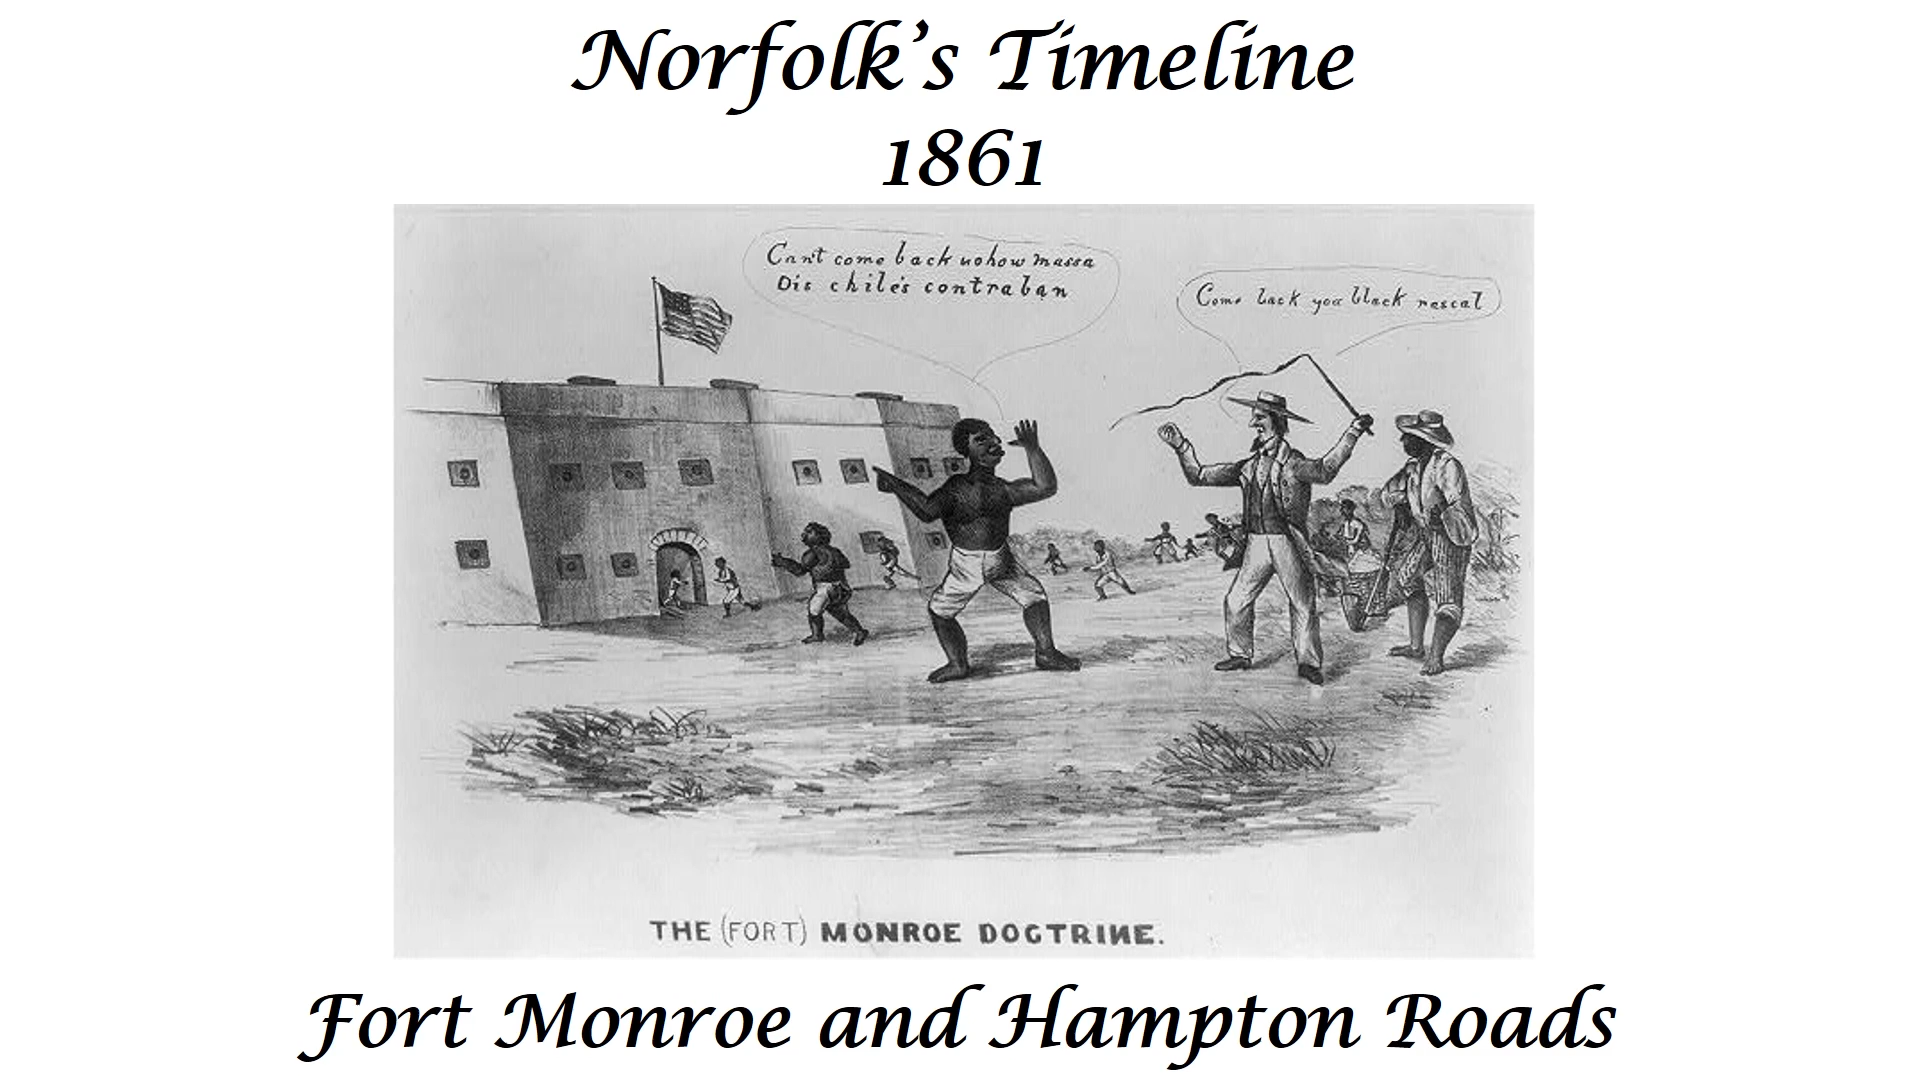 Norfolk's Timeline
1861
Can't come back nohow massa
Dis chile's contraban
Come back you black rascal
THE (FORT) MONROE DOCTRINE.
Fort Monroe and Hampton Roads